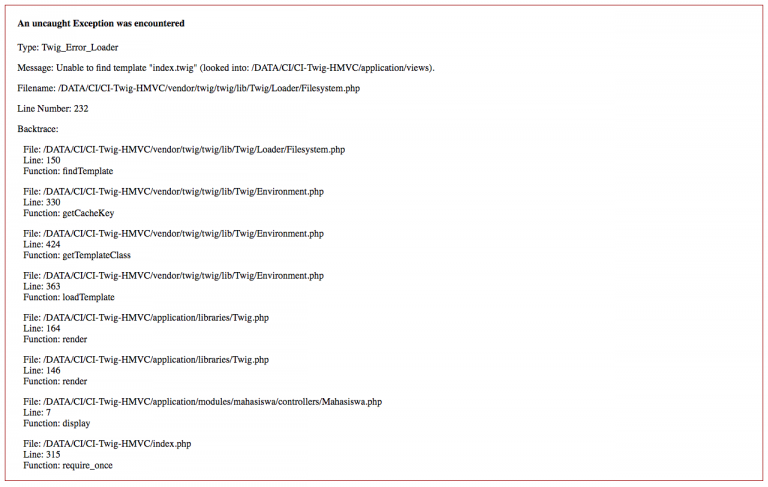 An uncaught Exception was encountered
Type: Twig_Error_Loader
Message: Unable to find template "index.twig" (looked into: /DATA/CI/CI-Twig-HMVC/application/views).
Filename: /DATA/CI/CI-Twig-HMVC/vendor/twig/twig/lib/Twig/Loader/Filesystem.php
Line Number: 232
Backtrace:
File: /DATA/CI/CI-Twig-HMVC/vendor/twig/twig/lib/Twig/Loader/Filesystem.php
Line: 150
Function: findTemplate
File: /DATA/CI/CI-Twig-HMVC/vendor/twig/twig/lib/Twig/Environment.php
Line: 330
Function: getCacheKey
File: /DATA/CI/CI-Twig-HMVC/vendor/twig/twig/lib/Twig/Environment.php
Line: 424
Function: getTemplateClass
File: /DATA/CI/CI-Twig-HMVC/vendor/twig/twig/lib/Twig/Environment.php
Line: 363
Function: loadTemplate
File: /DATA/CI/CI-Twig-HMVC/application/libraries/Twig.php
Line: 164
Function: render
File: /DATA/CI/CI-Twig-HMVC/application/libraries/Twig.php
Line: 146
Function: render
File: /DATA/CI/CI-Twig-HMVC/application/modules/mahasiswa/controllers/Mahasiswa.php
Line: 7
Function: display
File: /DATA/CI/CI-Twig-HMVC/index.php
Line: 315
Function: require_once